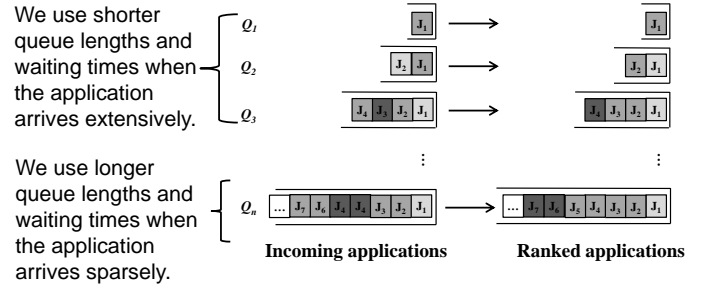 We use shorter
queue lengths and
waiting times when
the application
arrives extensively.
Q1 J1 J1
Q2 J2 J1 J2 J1
Q3 J4 J3 J2 J1 J4 J3 J2 J1
⋮ ⋮
We use longer
queue lengths and
waiting times when
the application
arrives sparsely.
Qn ... J7 J6 J4 J4 J3 J2 J1 ... J7 J6 J5 J4 J3 J2 J1
Incoming applications Ranked applications